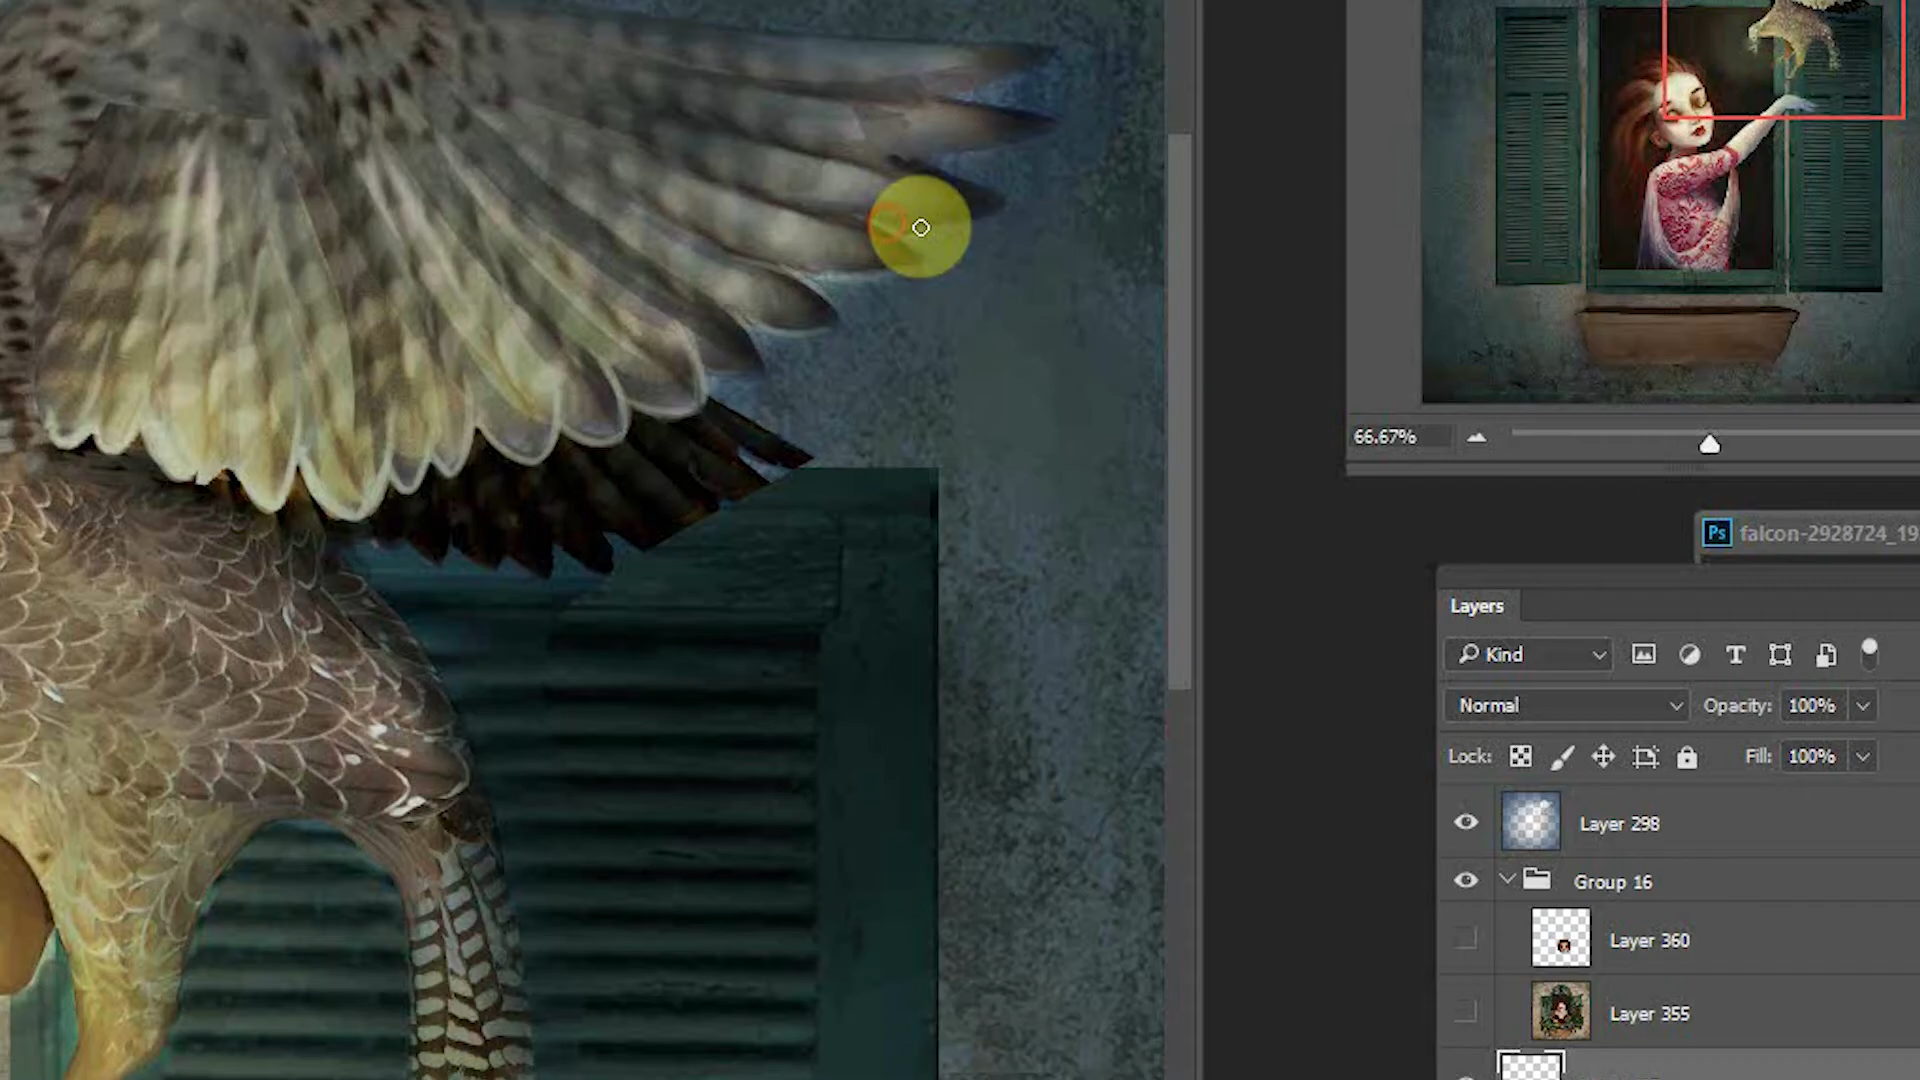 66.67%
Ps falcon-2928724_19
Layers
Kind
Normal Opacity: 100%
Lock: Fill: 100%
Layer 298
Group 16
Layer 360
Layer 355